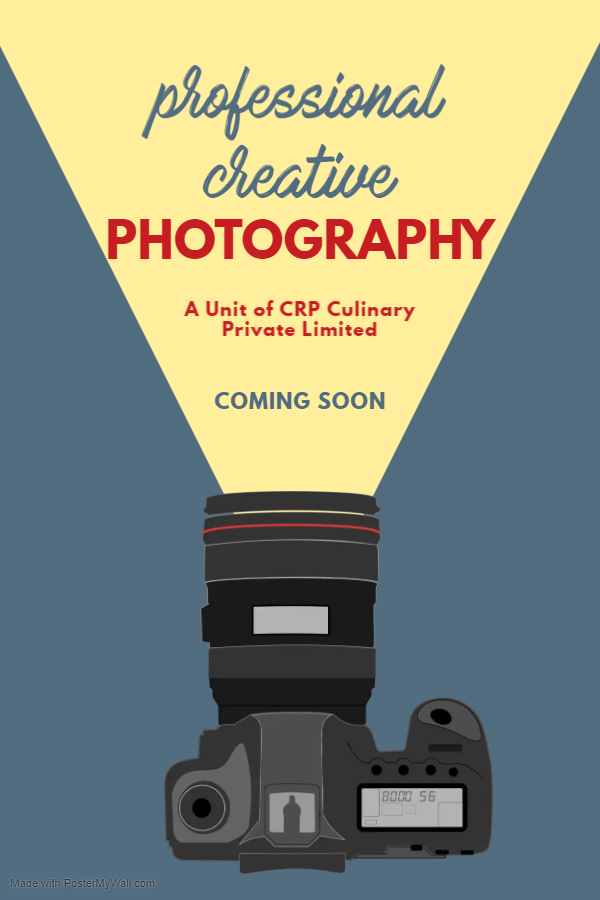 professional
creative
PHOTOGRAPHY
A Unit of CRP Culinary
Private Limited
COMING SOON
8000 56
Made with PosterMyWall.com